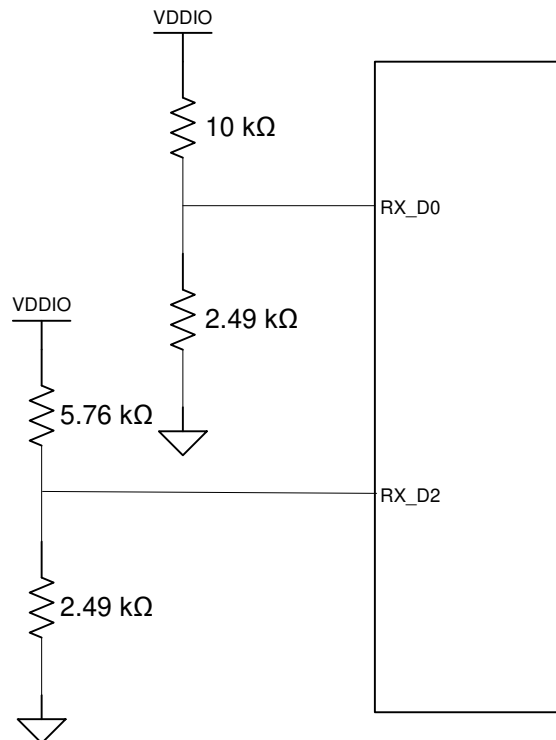 VDDIO
10 kΩ
RX_D0
VDDIO
2.49 kΩ
5.76 kΩ
RX_D2
2.49 kΩ